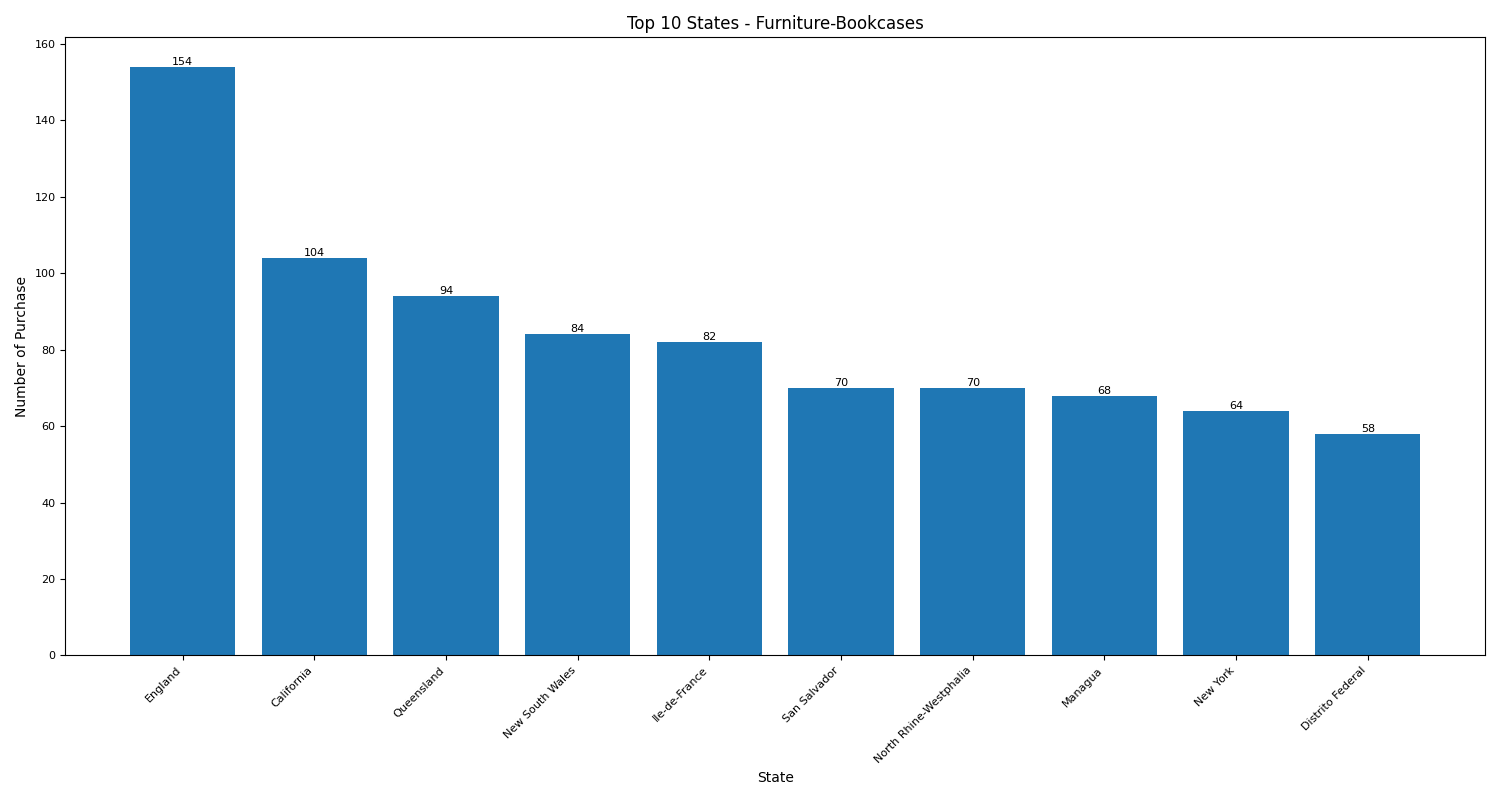 Top 10 States - Furniture-Bookcases
Number of Purchase
160
140
120
100
80
60
40
20
0
154
104
94
84
82
70
70
68
64
58
England
California
Queensland
New South Wales
Ile-de-France
San Salvador
North Rhine-Westphalia
Managua
New York
Distrito Federal
State